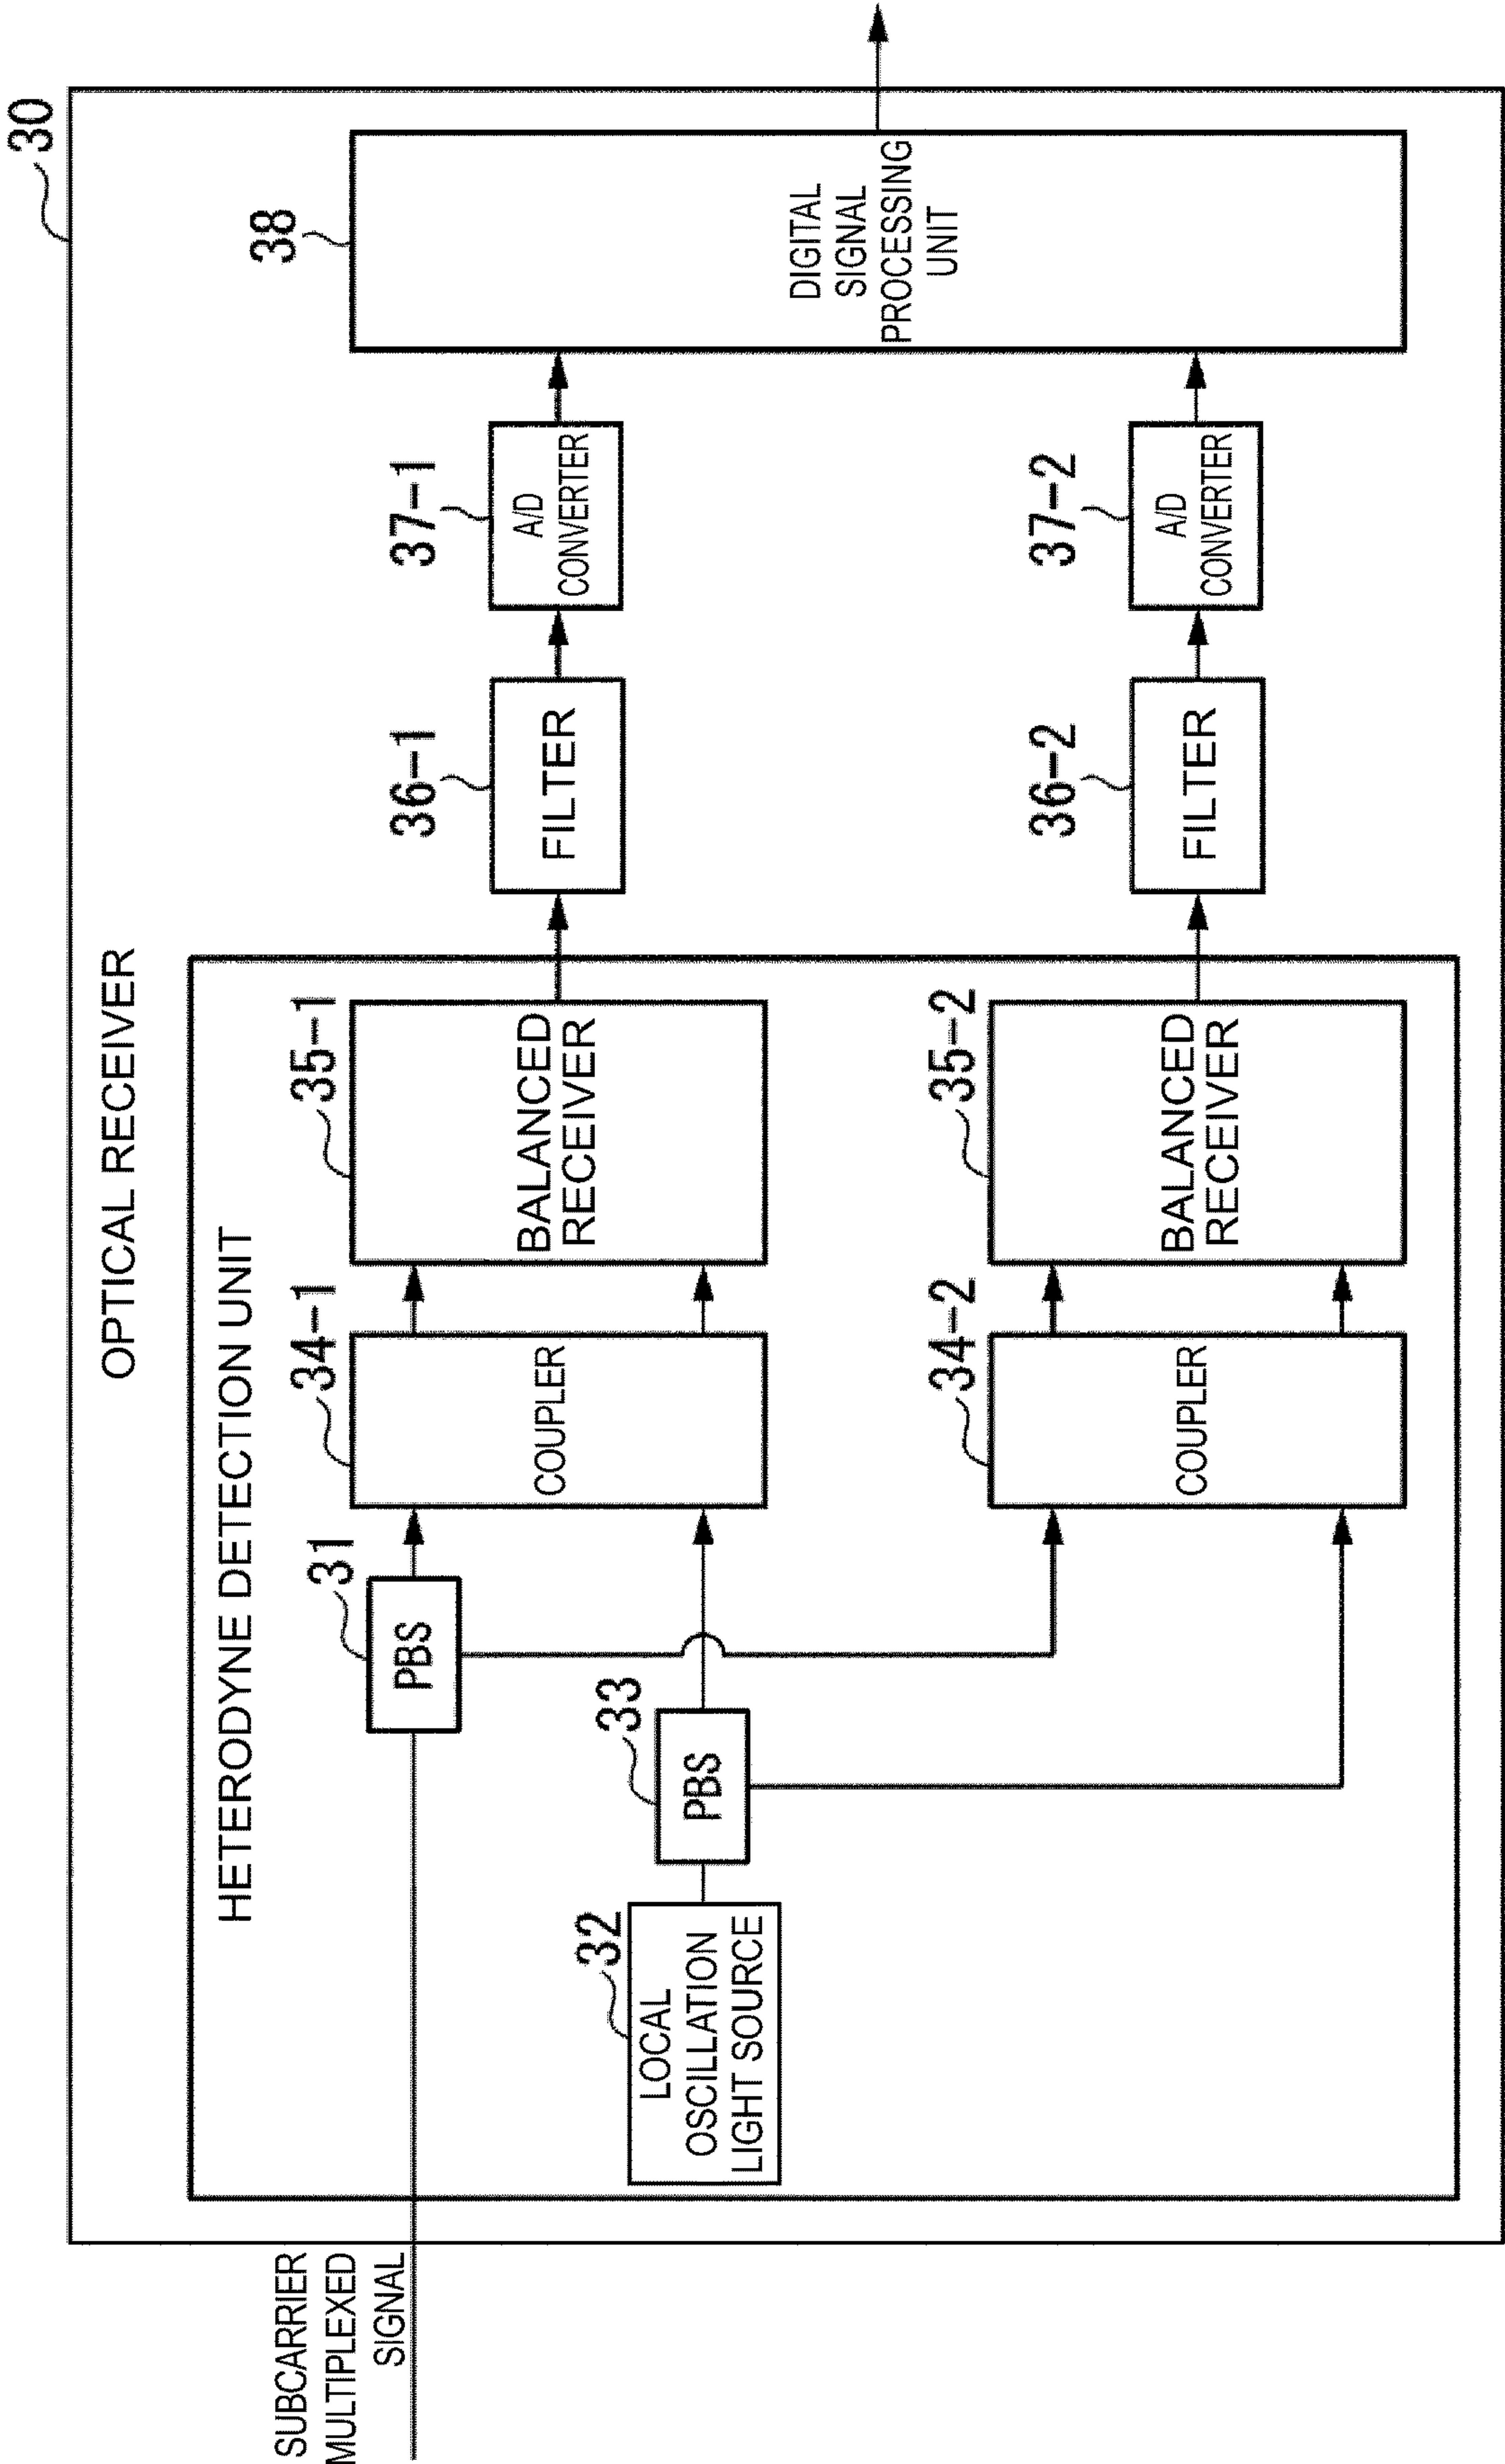 30
OPTICAL RECEIVER
HETERODYNE DETECTION UNIT
SUBCARRIER
MULTIPLEXED
SIGNAL
31
PBS
32
LOCAL
OSCILLATION
LIGHT SOURCE
33
PBS
34-1
COUPLER
35-1
BALANCED
RECEIVER
36-1
FILTER
37-1
A/D
CONVERTER
38
DIGITAL
SIGNAL
PROCESSING
UNIT
34-2
COUPLER
35-2
BALANCED
RECEIVER
36-2
FILTER
37-2
A/D
CONVERTER